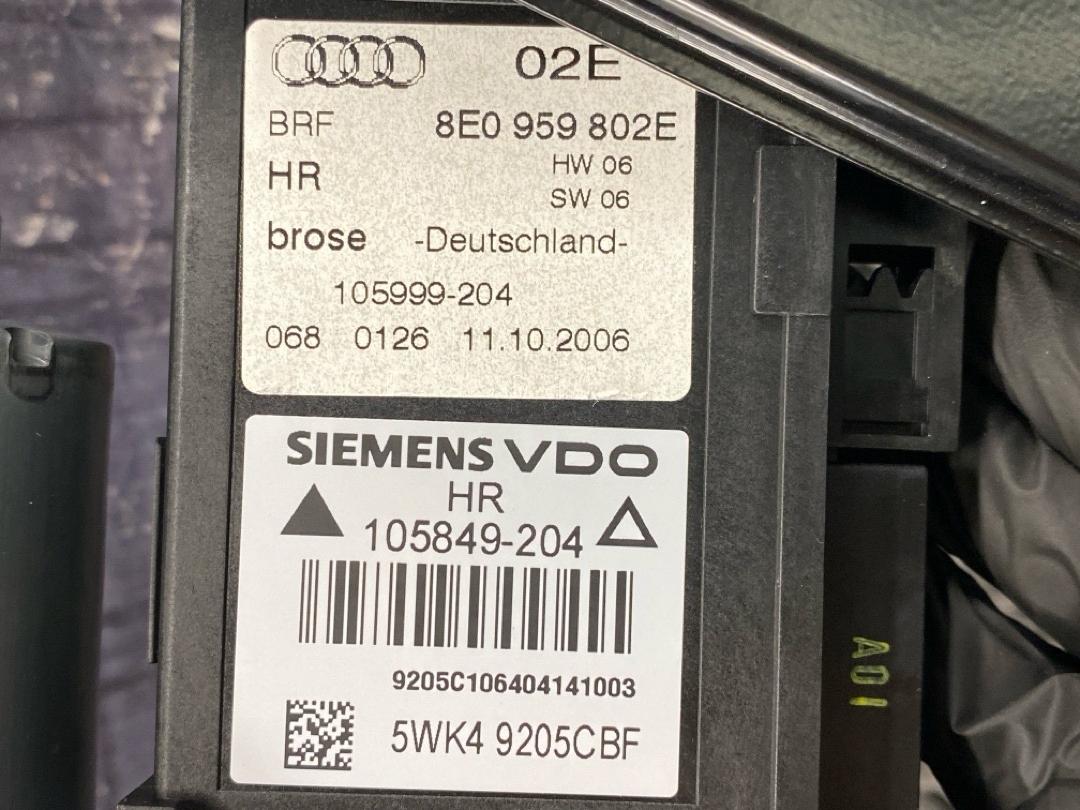 02E
BRF 8E0 959 802E
HR HW 06
SW 06
brose -Deutschland-
105999-204
068 0126 11.10.2006
SIEMENS VDO
HR
105849-204
9205C106404141003
5WK4 9205CBF
A01